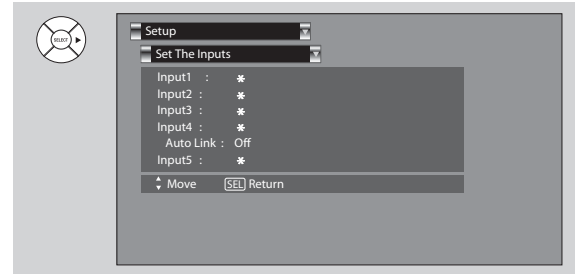 SELECT
Setup
Set The Inputs
Input1 : *
Input2 : *
Input3 : *
Input4 : *
Auto Link : Off
Input5 : *
Move SEL Return